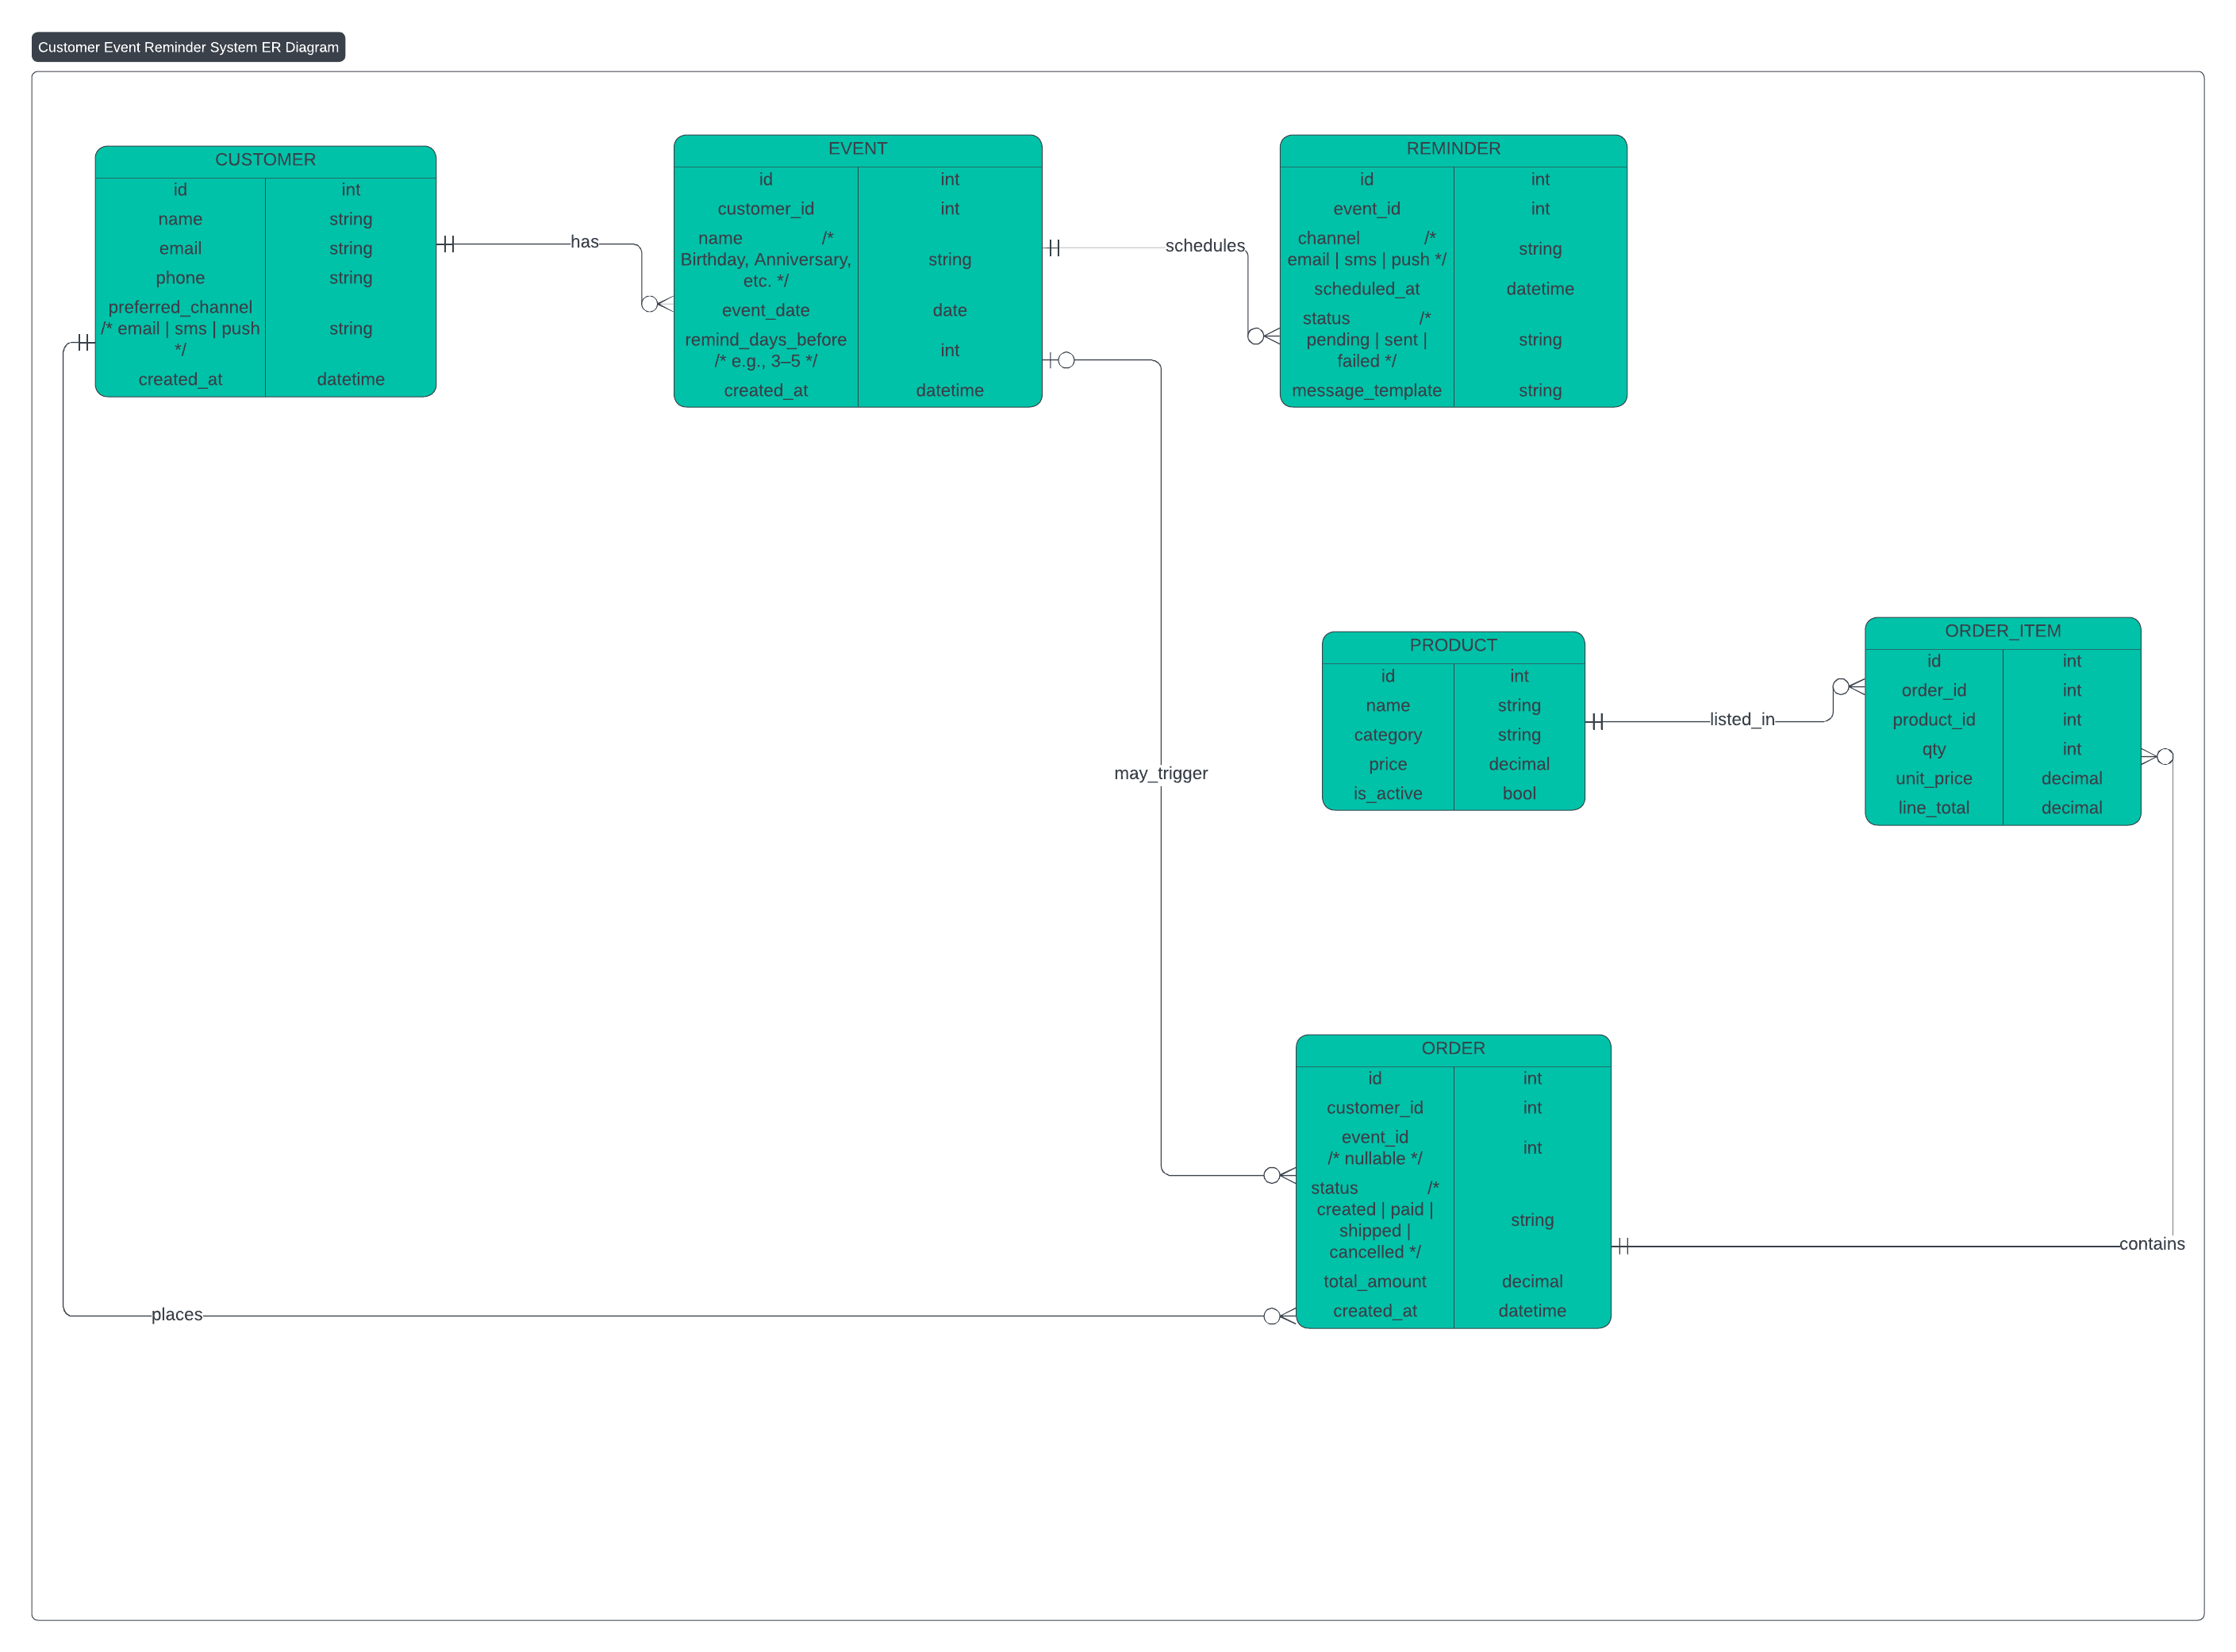 Customer Event Reminder System ER Diagram
CUSTOMER
id int
name string
email string
phone string
preferred_channel
/* email | sms | push
*/
string
created_at datetime
has
EVENT
id int
customer_id int
name /*
Birthday, Anniversary,
etc. */
string
event_date date
remind_days_before
/* e.g., 3–5 */
int
created_at datetime
schedules
REMINDER
id int
event_id int
channel /*
email | sms | push */
string
scheduled_at datetime
status /*
pending | sent |
failed */
string
message_template string
may_trigger
PRODUCT
id int
name string
category string
price decimal
is_active bool
listed_in
ORDER_ITEM
id int
order_id int
product_id int
qty int
unit_price decimal
line_total decimal
ORDER
id int
customer_id int
event_id
/* nullable */
int
status /*
created | paid |
shipped |
cancelled */
string
total_amount decimal
created_at datetime
contains
places